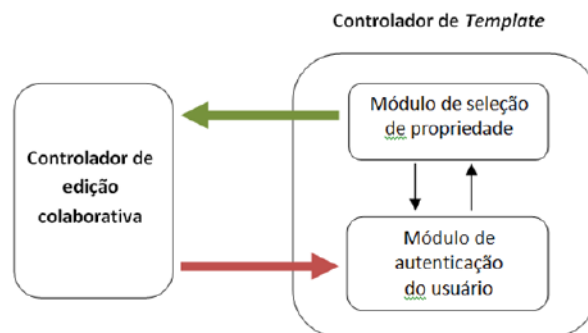 Controlador de Template
Módulo de seleção
de propriedade
Controlador de
edição
colaborativa
Módulo de
autenticação
do usuário